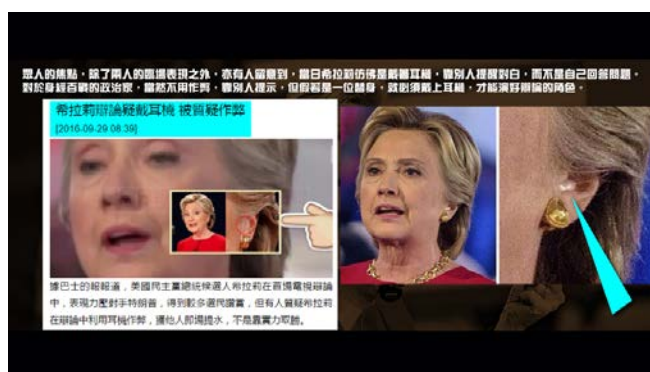 眾人的焦點，除了兩人的臨場表現之外，亦有人留意到，當日希拉莉彷彿是戴著耳機，靠別人提醒對白，而不是自己回答問題。
對於身經百戰的政治家，當然不用作弊，靠別人提示，但假若是一位替身，就必須戴上耳機，才能演好辯論的角色。
希拉莉辯論疑戴耳機 被質疑作弊
[2016-09-29 08:39]
據巴士的報報道，美國民主黨總統候選人希拉莉在首場電視辯論
中，表現力壓對手特朗普，得到較多選民讚賞，但有人質疑希拉莉
在辯論中利用耳機作弊，獲他人即場提水，不是靠實力取勝。